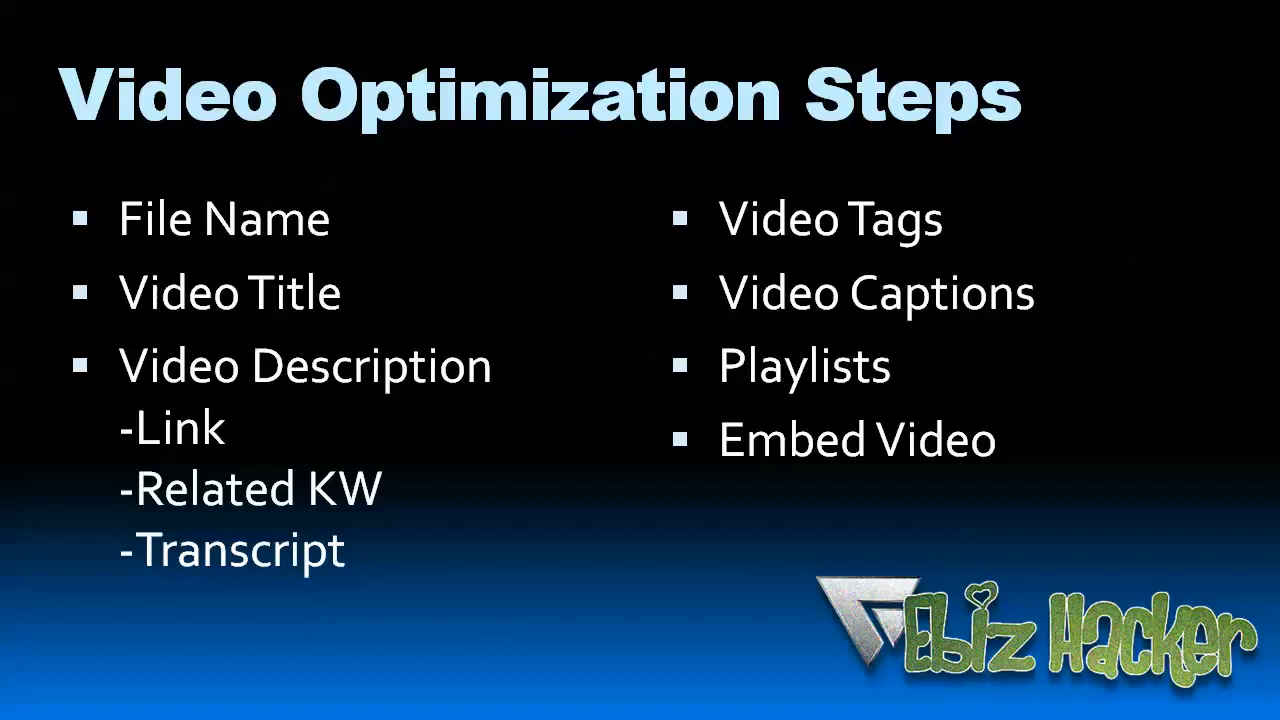 Video Optimization Steps
▪ File Name
▪ Video Title
▪ Video Description
-Link
-Related KW
-Transcript
▪ Video Tags
▪ Video Captions
▪ Playlists
▪ Embed Video
Ebiz Hacker